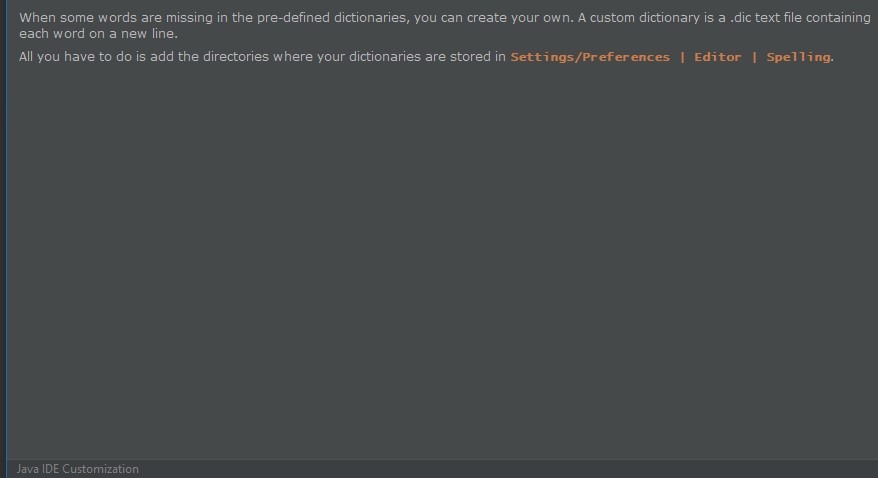 When some words are missing in the pre-defined dictionaries, you can create your own. A custom dictionary is a .dic text file containing
each word on a new line.
All you have to do is add the directories where your dictionaries are stored in Settings/Preferences | Editor | Spelling.
Java IDE Customization